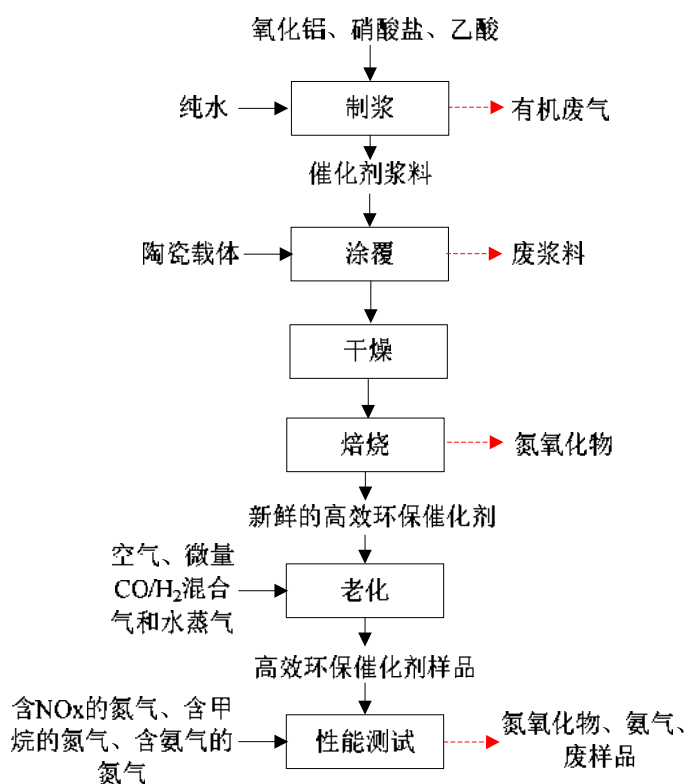 氧化铝、硝酸盐、乙酸
纯水
制浆
有机废气
催化剂浆料
陶瓷载体
涂覆
废浆料
干燥
焙烧
氮氧化物
新鲜的高效环保催化剂
空气、微量
CO/H₂混合
气和水蒸气
老化
高效环保催化剂样品
含NOx的氮气、含甲
烷的氮气、含氨气的
氮气
性能测试
氮氧化物、氨气、
废样品